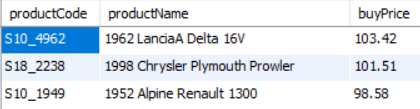 productCode productName buyPrice
S10_4962 1962 LanciaA Delta 16V 103.42
S18_2238 1998 Chrysler Plymouth Prowler 101.51
S10_1949 1952 Alpine Renault 1300 98.58